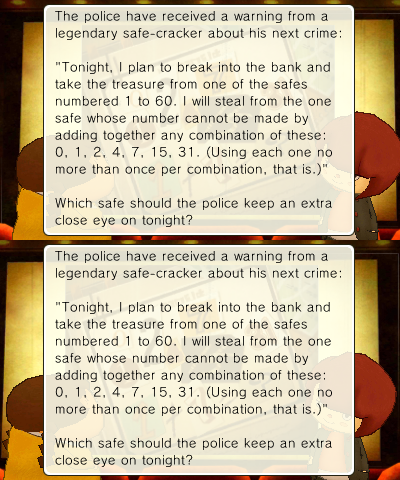 The police have received a warning from a
legendary safe-cracker about his next crime:
"Tonight, I plan to break into the bank and
take the treasure from one of the safes
numbered 1 to 60. I will steal from the one
safe whose number cannot be made by
adding together any combination of these:
0, 1, 2, 4, 7, 15, 31. (Using each one no
more than once per combination, that is.)"
Which safe should the police keep an extra
close eye on tonight?
The police have received a warning from a
legendary safe-cracker about his next crime:
"Tonight, I plan to break into the bank and
take the treasure from one of the safes
numbered 1 to 60. I will steal from the one
safe whose number cannot be made by
adding together any combination of these:
0, 1, 2, 4, 7, 15, 31. (Using each one no
more than once per combination, that is.)"
Which safe should the police keep an extra
close eye on tonight?